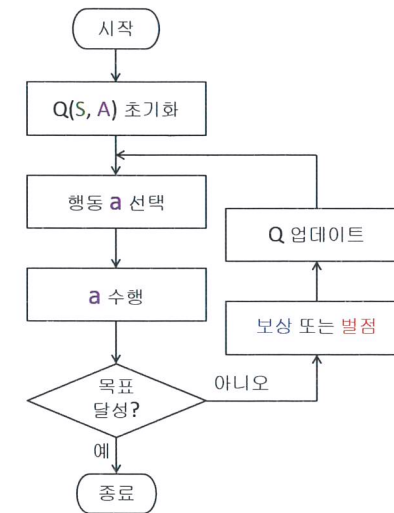 시작
Q(S, A) 초기화
행동 a 선택
Q 업데이트
a 수행
보상 또는 벌점
목표
달성?
아니오
예
종료